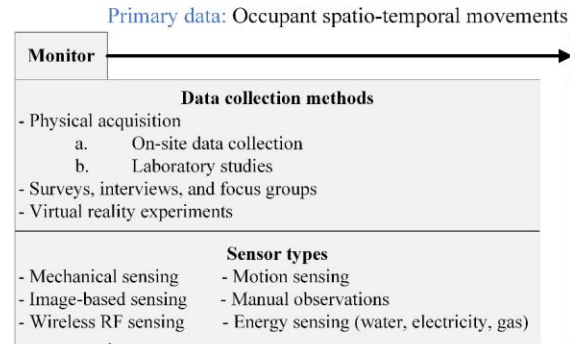 Primary data: Occupant spatio-temporal movements
Monitor
Data collection methods
- Physical acquisition
a. On-site data collection
b. Laboratory studies
- Surveys, interviews, and focus groups
- Virtual reality experiments
Sensor types
- Mechanical sensing - Motion sensing
- Image-based sensing - Manual observations
- Wireless RF sensing - Energy sensing (water, electricity, gas)